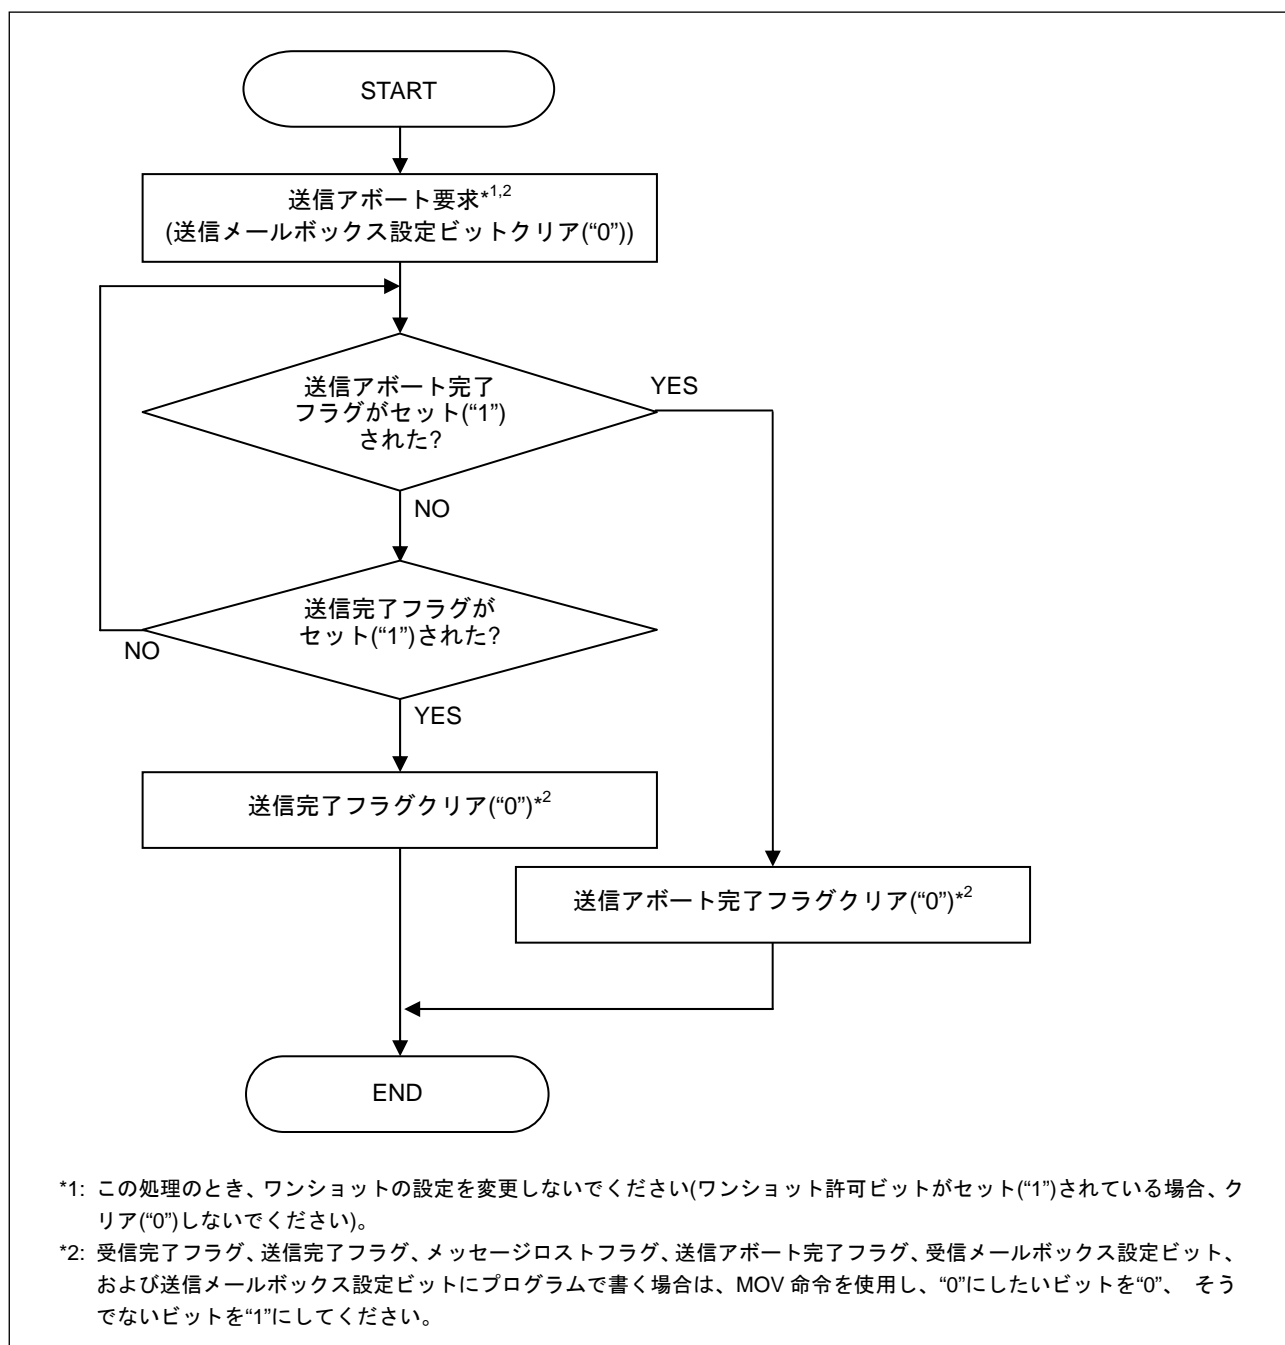 START
送信アボート要求*1,2
(送信メールボックス設定ビットクリア(“0”))
送信アボート完了
フラグがセット(“1”)
された?
YES
NO
送信完了フラグが
セット(“1”)された?
NO
YES
送信完了フラグクリア(“0”)*2
送信アボート完了フラグクリア(“0”)*2
END
*1: この処理のとき、ワンショットの設定を変更しないでください(ワンショット許可ビットがセット(“1”)されている場合、ク
リア(“0”)しないでください)。
*2: 受信完了フラグ、送信完了フラグ、メッセージロストフラグ、送信アボート完了フラグ、受信メールボックス設定ビット、
および送信メールボックス設定ビットにプログラムで書く場合は、MOV 命令を使用し、“0”にしたいビットを“0”、 そう
でないビットを“1”にしてください。